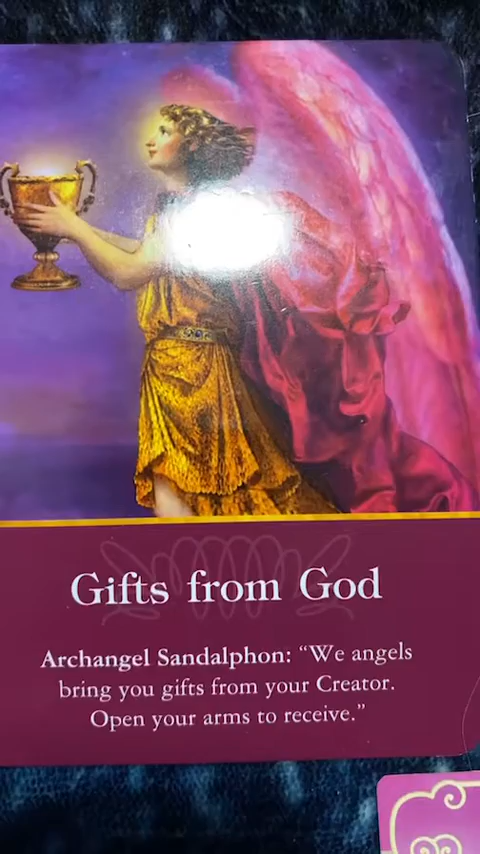 Gifts from God
Archangel Sandalphon: “We angels
bring you gifts from your Creator.
Open your arms to receive.”